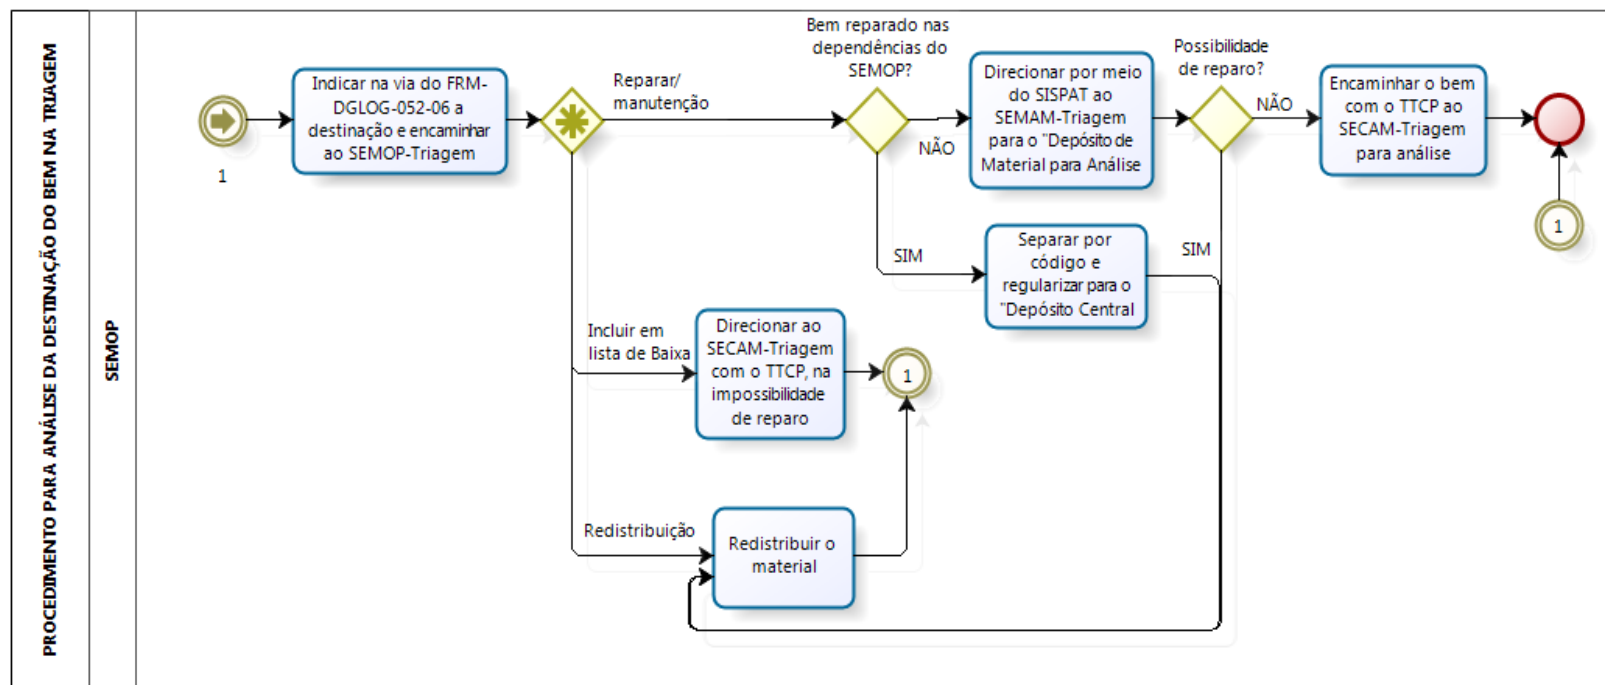 PROCEDIMENTO PARA ANÁLISE DA DESTINAÇÃO DO BEM NA TRIAGEM
SEMOP
1
Indicar na via do FRM-
DGLOG-052-06 a
destinação e encaminhar
ao SEMOP-Triagem
Reparar/
manutenção
Bem reparado nas
dependências do
SEMOP?
NÃO
Direcionar por meio
do SISPAT ao
SEMAM-Triagem
para o "Depósito de
Material para Análise
Possibilidade
de reparo?
NÃO
Encaminhar o bem
com o TTCP ao
SECAM-Triagem
para análise
1
SIM
Separar por
código e
regularizar para o
"Depósito Central
SIM
Incluir em
lista de Baixa
Direcionar ao
SECAM-Triagem
com o TTCP, na
impossibilidade
de reparo
1
Redistribuição
Redistribuir o
material